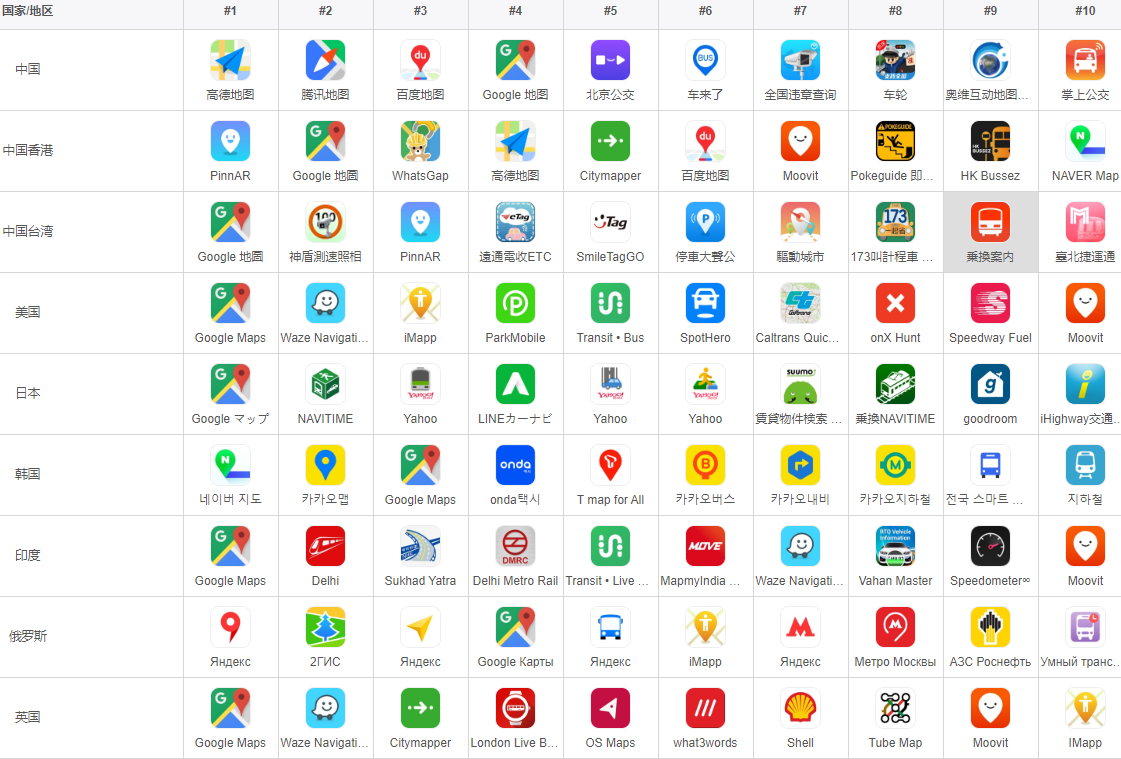 国家/地区 #1 #2 #3 #4 #5 #6 #7 #8 #9 #10
中国 高德地图 腾讯地图 百度地图 Google 地图 北京公交 车来了 全国违章查询 车轮 奥维互动地图... 掌上公交
中国香港 PinnAR Google 地圖 WhatsGap 高德地图 Citymapper 百度地图 Moovit Pokeguide 即... HK Bussez NAVER Map
中国台湾 Google 地圖 神盾測速照相 PinnAR 遠通電收ETC SmileTagGO 停車大聲公 驅動城市 173叫計程車 ... 乗換案内 臺北捷運通
美国 Google Maps Waze Navigati... iMapp ParkMobile Transit • Bus SpotHero Caltrans Quic... onX Hunt Speedway Fuel Moovit
日本 Google マップ NAVITIME Yahoo LINEカーナビ Yahoo Yahoo 賃貸物件検索 ... 乗換NAVITIME goodroom iHighway交通...
韩国 네이버 지도 카카오맵 Google Maps onda택시 T map for All 카카오버스 카카오내비 카카오지하철 전국 스마트 ... 지하철
印度 Google Maps Delhi Sukhad Yatra Delhi Metro Rail Transit • Live ... MapmyIndia ... Waze Navigati... Vahan Master Speedometer∞ Moovit
俄罗斯 Яндекс 2ГИС Яндекс Google Карты Яндекс iMapp Яндекс Метро Москвы АЗС Роснефть Умный транс...
英国 Google Maps Waze Navigati... Citymapper London Live B... OS Maps what3words Shell Tube Map Moovit IMapp